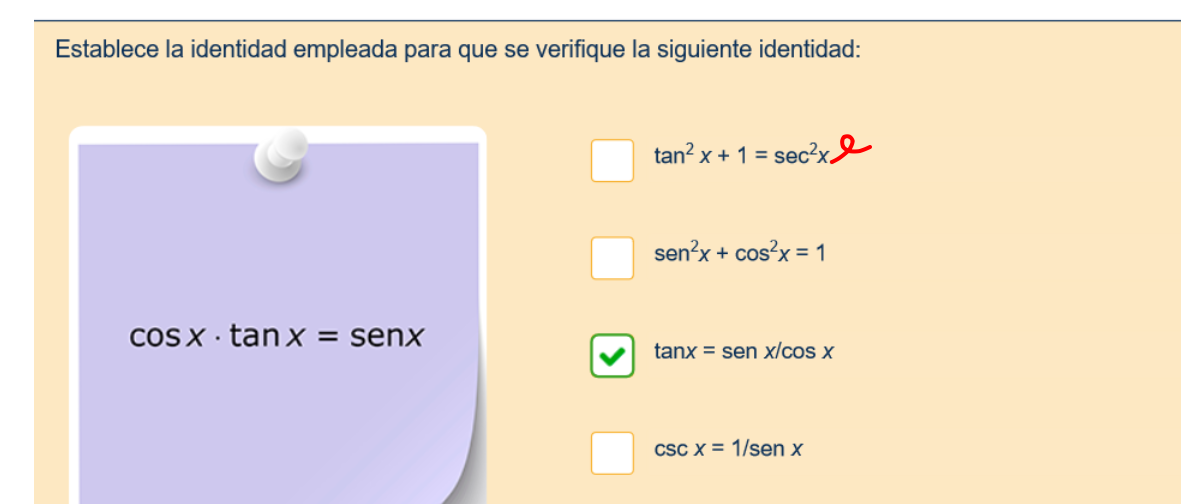 Establece la identidad empleada para que se verifique la siguiente identidad:
cos x · tan x = senx
tan² x + 1 = sec²x
sen²x + cos²x = 1
tanx = sen x/cos x
csc x = 1/sen x